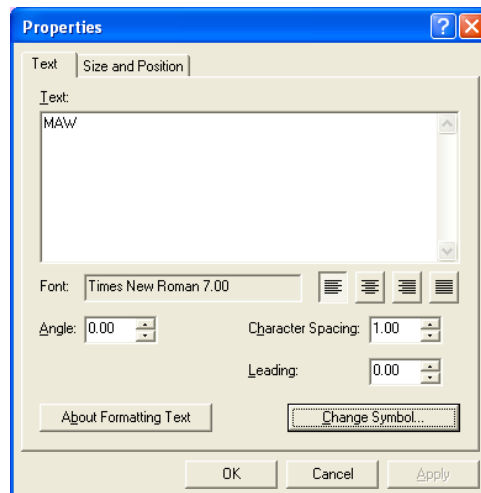 Properties
Text Size and Position
Text:
MAW
Font: Times New Roman 7.00
Angle: 0.00 Character Spacing: 1.00
Leading: 0.00
About Formatting Text Change Symbol...
OK Cancel Apply